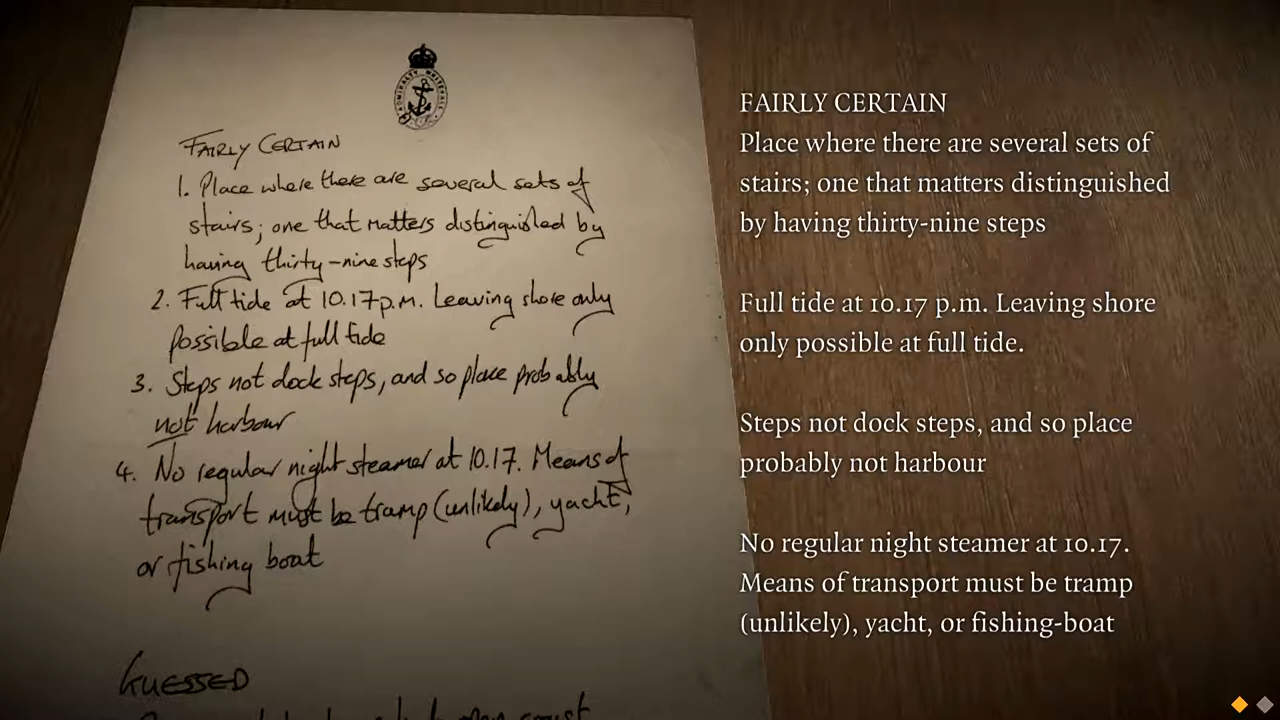 ADMIRALTY WHITEHALL
FAIRLY CERTAIN
1. Place where there are several sets of
stairs; one that matters distinguished by
having thirty-nine steps
2. Full tide at 10.17 p.m. Leaving shore only
possible at full tide
3. Steps not dock steps, and so place probably
not harbour
4. No regular night steamer at 10.17. Means of
transport must be tramp (unlikely), yacht,
or fishing boat
GUESSED
open coast
FAIRLY CERTAIN
Place where there are several sets of
stairs; one that matters distinguished
by having thirty-nine steps
Full tide at 10.17 p.m. Leaving shore
only possible at full tide.
Steps not dock steps, and so place
probably not harbour
No regular night steamer at 10.17.
Means of transport must be tramp
(unlikely), yacht, or fishing-boat